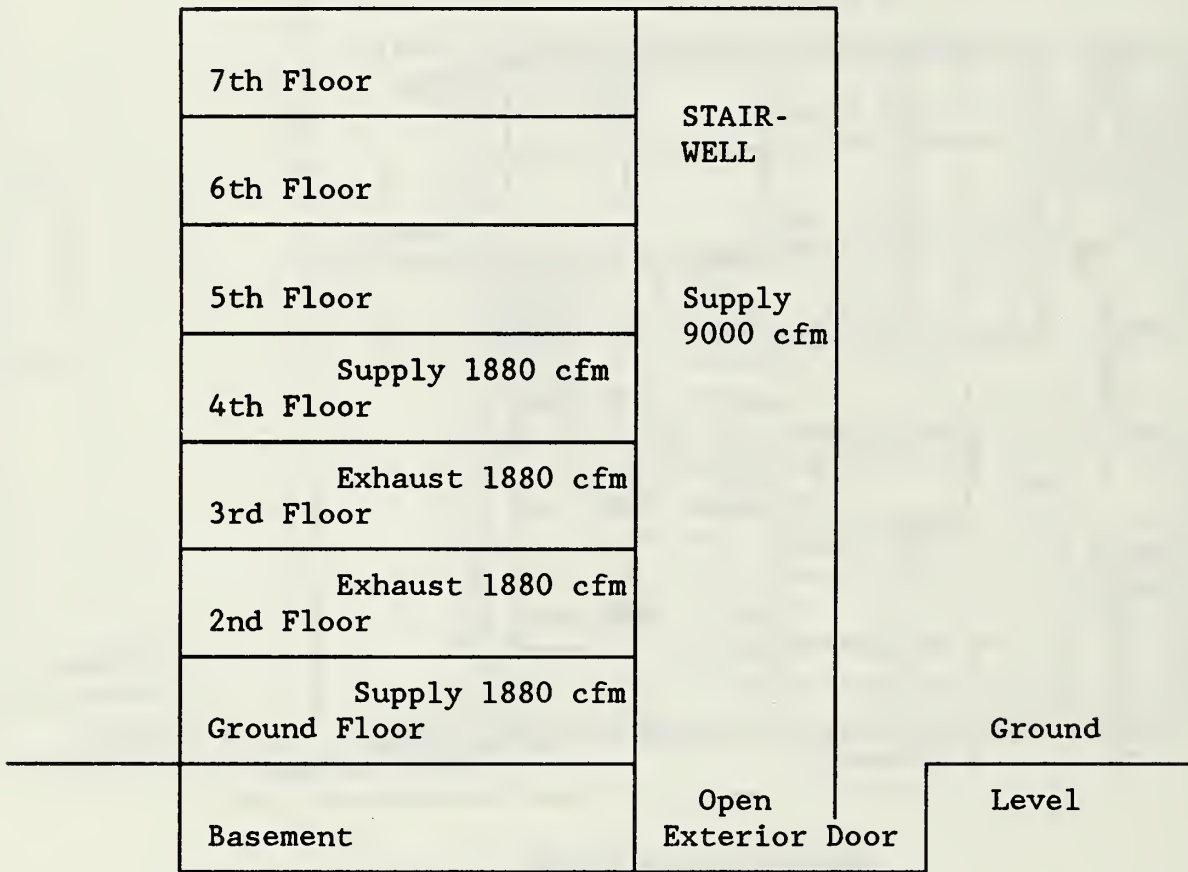 7th Floor
STAIR-
WELL
6th Floor
5th Floor
Supply
9000 cfm
Supply 1880 cfm
4th Floor
Exhaust 1880 cfm
3rd Floor
Exhaust 1880 cfm
2nd Floor
Supply 1880 cfm
Ground Floor
Ground
Level
Open
Exterior Door
Basement